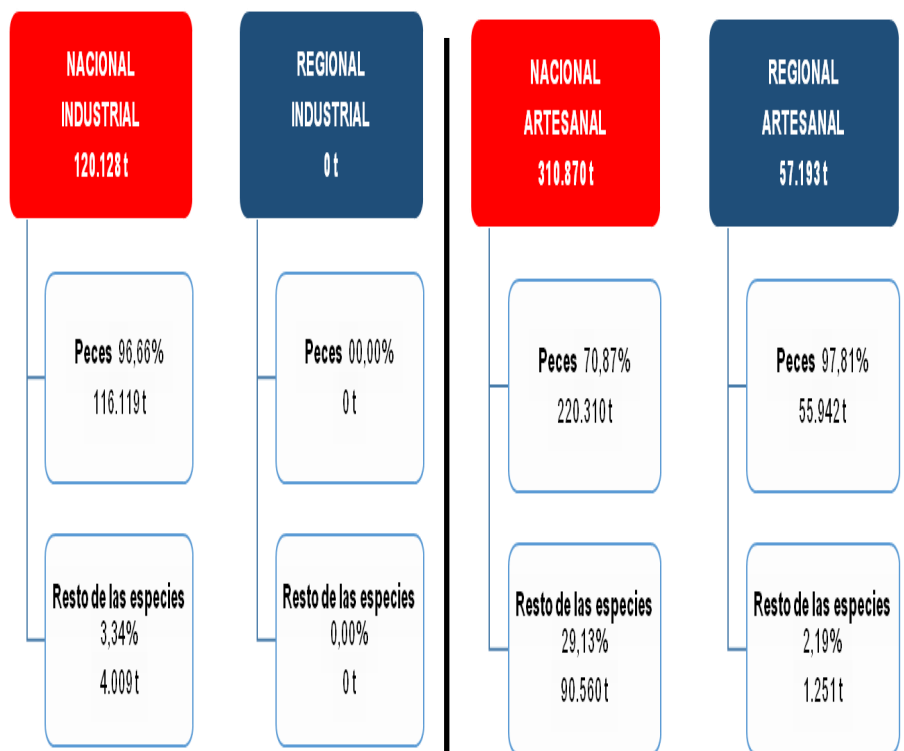 NACIONAL
INDUSTRIAL
120.128 t
Peces 96,66%
116.119 t
Resto de las especies
3,34%
4.009 t
REGIONAL
INDUSTRIAL
0 t
Peces 00,00%
0 t
Resto de las especies
0,00%
0 t
NACIONAL
ARTESANAL
310.870 t
Peces 70,87%
220.310 t
Resto de las especies
29,13%
90.560 t
REGIONAL
ARTESANAL
57.193 t
Peces 97,81%
55.942 t
Resto de las especies
2,19%
1.251 t